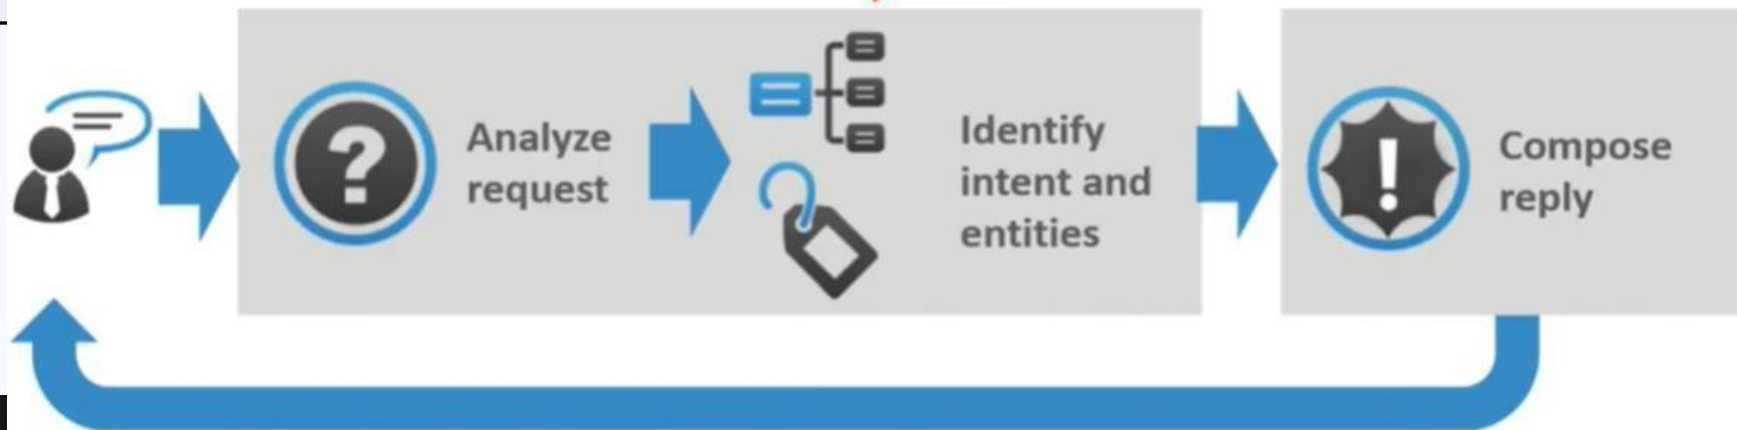 Analyze
request
Identify
intent and
entities
Compose
reply